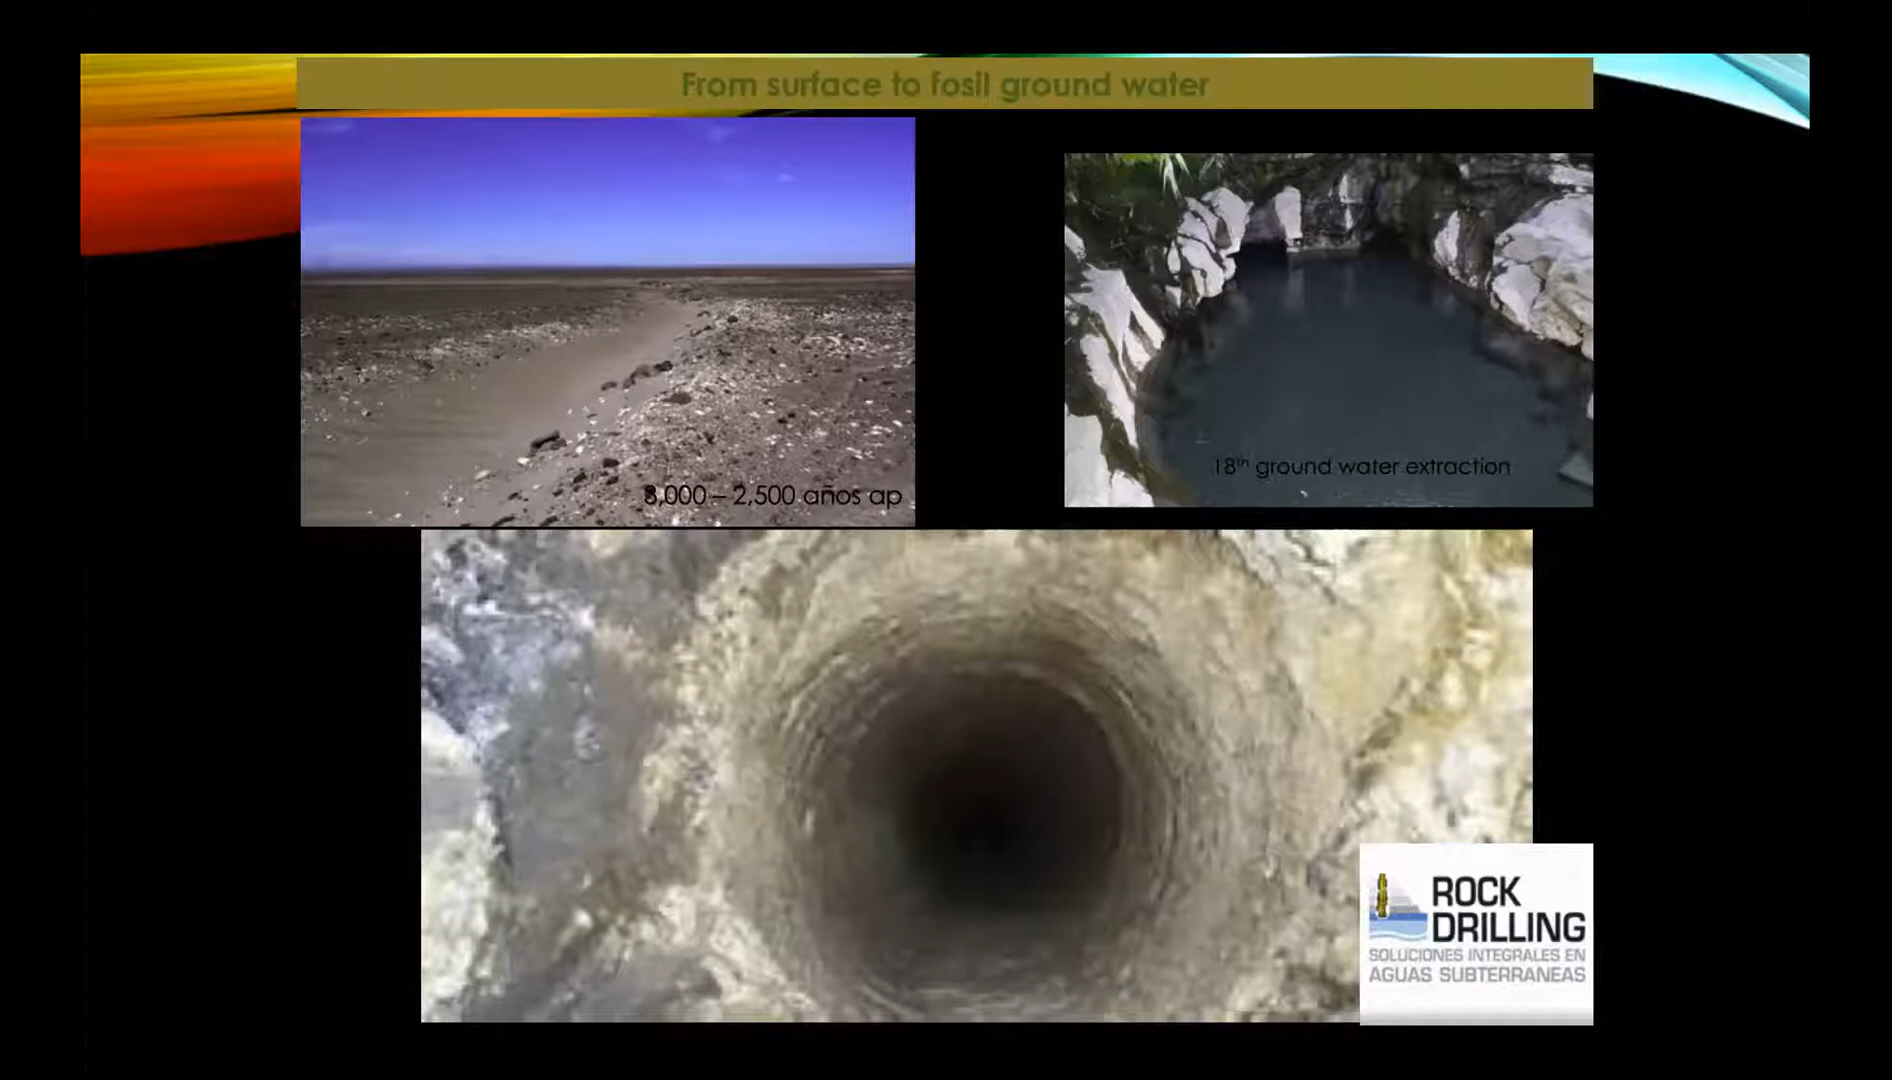 From surface to fosil ground water
8,000 – 2,500 años ap
18th ground water extraction
ROCK
DRILLING
SOLUCIONES INTEGRALES EN
AGUAS SUBTERRANEAS